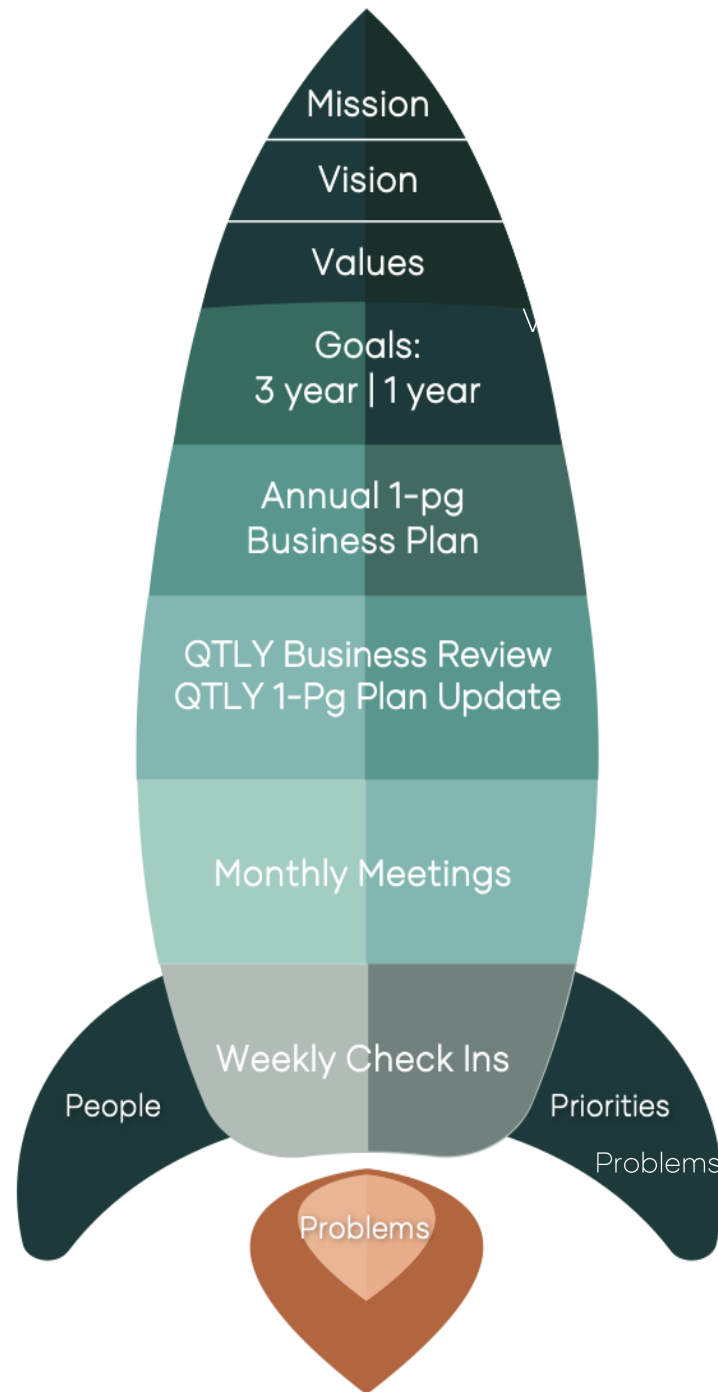 Mission
Vision
Values
V
Goals:
3 year | 1 year
Annual 1-pg
Business Plan
QTLY Business Review
QTLY 1-Pg Plan Update
Monthly Meetings
Weekly Check Ins
People
Priorities
Problems
Problems